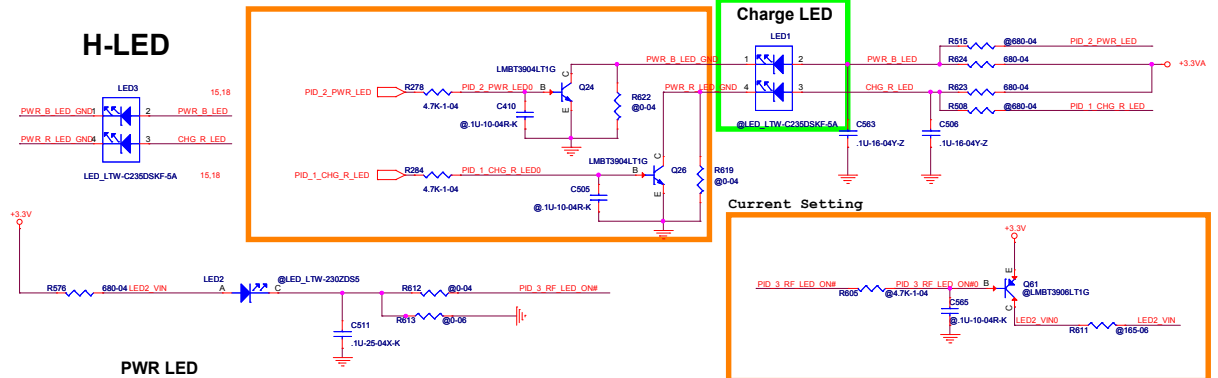 H-LED
LED3
15,18
PWR_B_LED_GND 1
2 PWR_B_LED
PWR_R_LED_GND 4
3 CHG_R_LED
LED_LTW-C235DSKF-5A
15,18
PID_2_PWR_LED
R278
4.7K-1-04
PID_2_PWR_LED0
B
C
E
LMBT3904LT1G
Q24
C410
@.1U-10-04R-K
R622
@0-04
PID_1_CHG_R_LED
R284
4.7K-1-04
PID_1_CHG_R_LED0
LMBT3904LT1G
B
C
E
Q26
C505
@.1U-10-04R-K
R619
@0-04
PWR_B_LED_GND
PWR_R_LED_GND
Charge LED
LED1
1
2
4
3
@LED_LTW-C235DSKF-5A
PWR_B_LED
CHG_R_LED
C563
.1U-16-04Y-Z
C506
.1U-16-04Y-Z
R515
@680-04
PID_2_PWR_LED
R624
680-04
+3.3VA
R623
680-04
R508
@680-04
PID_1_CHG_R_LED
+3.3V
R576
680-04
LED2_VIN
LED2
A
C
@LED_LTW-230ZDS5
R612
@0-04
PID_3_RF_LED_ON#
R613
@0-06
C511
.1U-25-04X-K
PWR LED
Current Setting
+3.3V
PID_3_RF_LED_ON#
R605
@4.7K-1-04
PID_3_RF_LED_ON#0
B
E
C
Q61
@LMBT3906LT1G
C565
@.1U-10-04R-K
LED2_VIN0
R611
@165-06
LED2_VIN